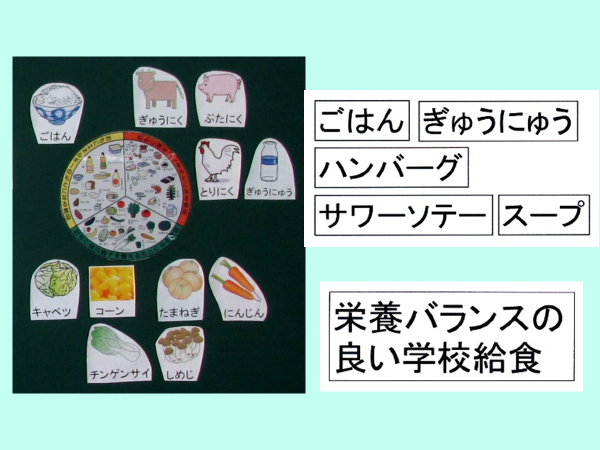 ごはん
ぎゅうにく
ぶたにく
とりにく
ぎゅうにゅう
キャベツ
コーン
たまねぎ
にんじん
チンゲンサイ
しめじ
ごはん ぎゅうにゅう
ハンバーグ
サワーソテー スープ
栄養バランスの
良い学校給食